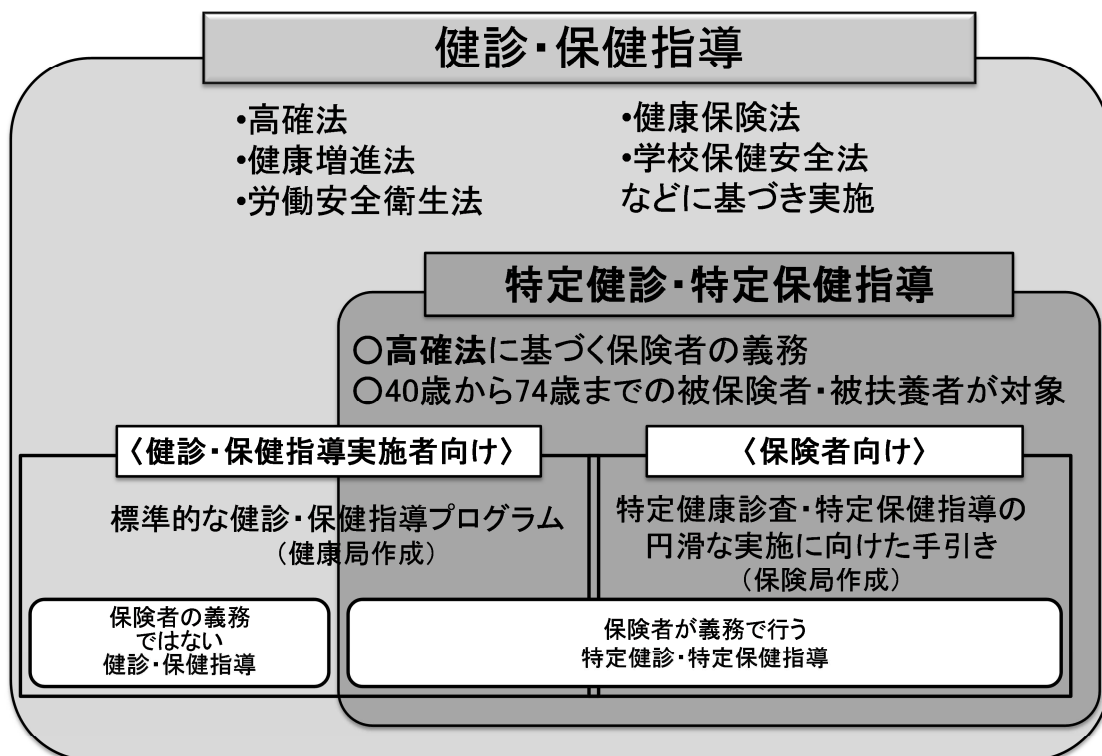 健診・保健指導
•高確法
•健康増進法
•労働安全衛生法
•健康保険法
•学校保健安全法
などに基づき実施
特定健診・特定保健指導
○高確法に基づく保険者の義務
○40歳から74歳までの被保険者・被扶養者が対象
〈健診・保健指導実施者向け〉
標準的な健診・保健指導プログラム
（健康局作成）
〈保険者向け〉
特定健康診査・特定保健指導の
円滑な実施に向けた手引き
（保険局作成）
保険者の義務
ではない
健診・保健指導
保険者が義務で行う
特定健診・特定保健指導